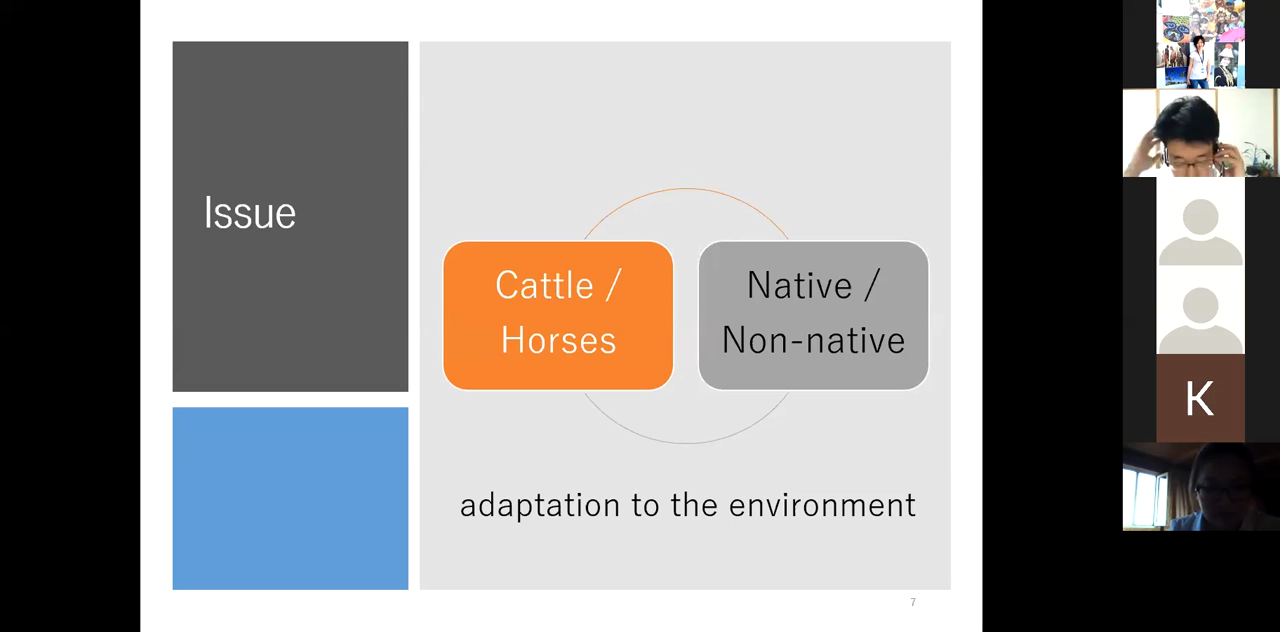 Issue
Cattle /
Horses
Native /
Non-native
adaptation to the environment
7
K